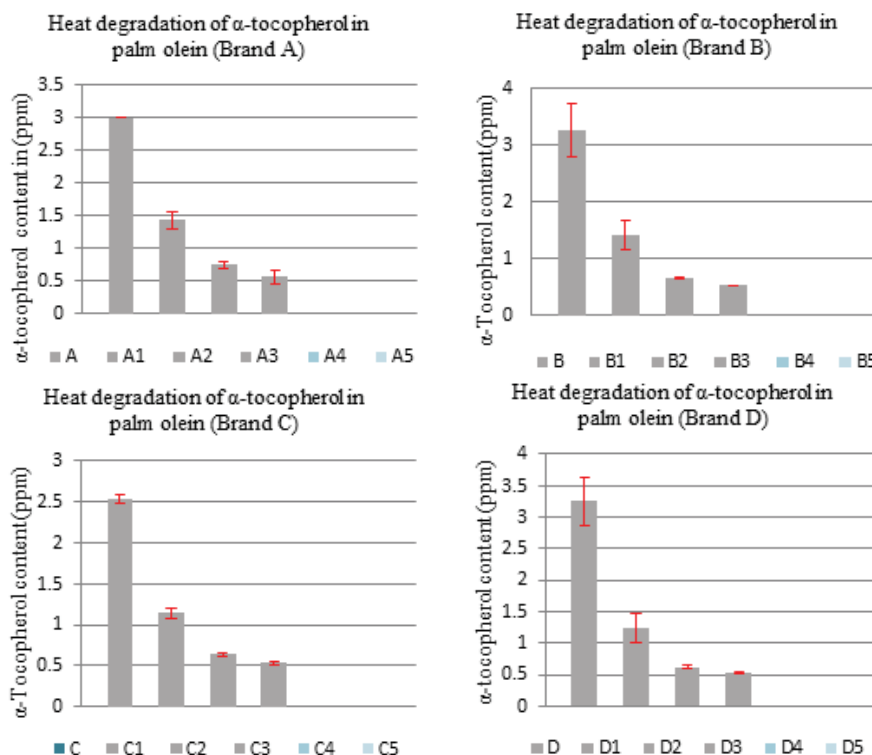 Heat degradation of α-tocopherol in
palm olein (Brand A)
α-tocopherol content in (ppm)
3.5
3
2.5
2
1.5
1
0.5
0
A A1 A2 A3 A4 A5
Heat degradation of α-tocopherol in
palm olein (Brand B)
α-Tocopherol content (ppm)
4
3
2
1
0
B B1 B2 B3 B4 B5
Heat degradation of α-tocopherol in
palm olein (Brand C)
α-Tocopherol content (ppm)
3
2.5
2
1.5
1
0.5
0
C C1 C2 C3 C4 C5
Heat degradation of α-tocopherol in
palm olein (Brand D)
α-tocopherol content (ppm)
4
3.5
3
2.5
2
1.5
1
0.5
0
D D1 D2 D3 D4 D5